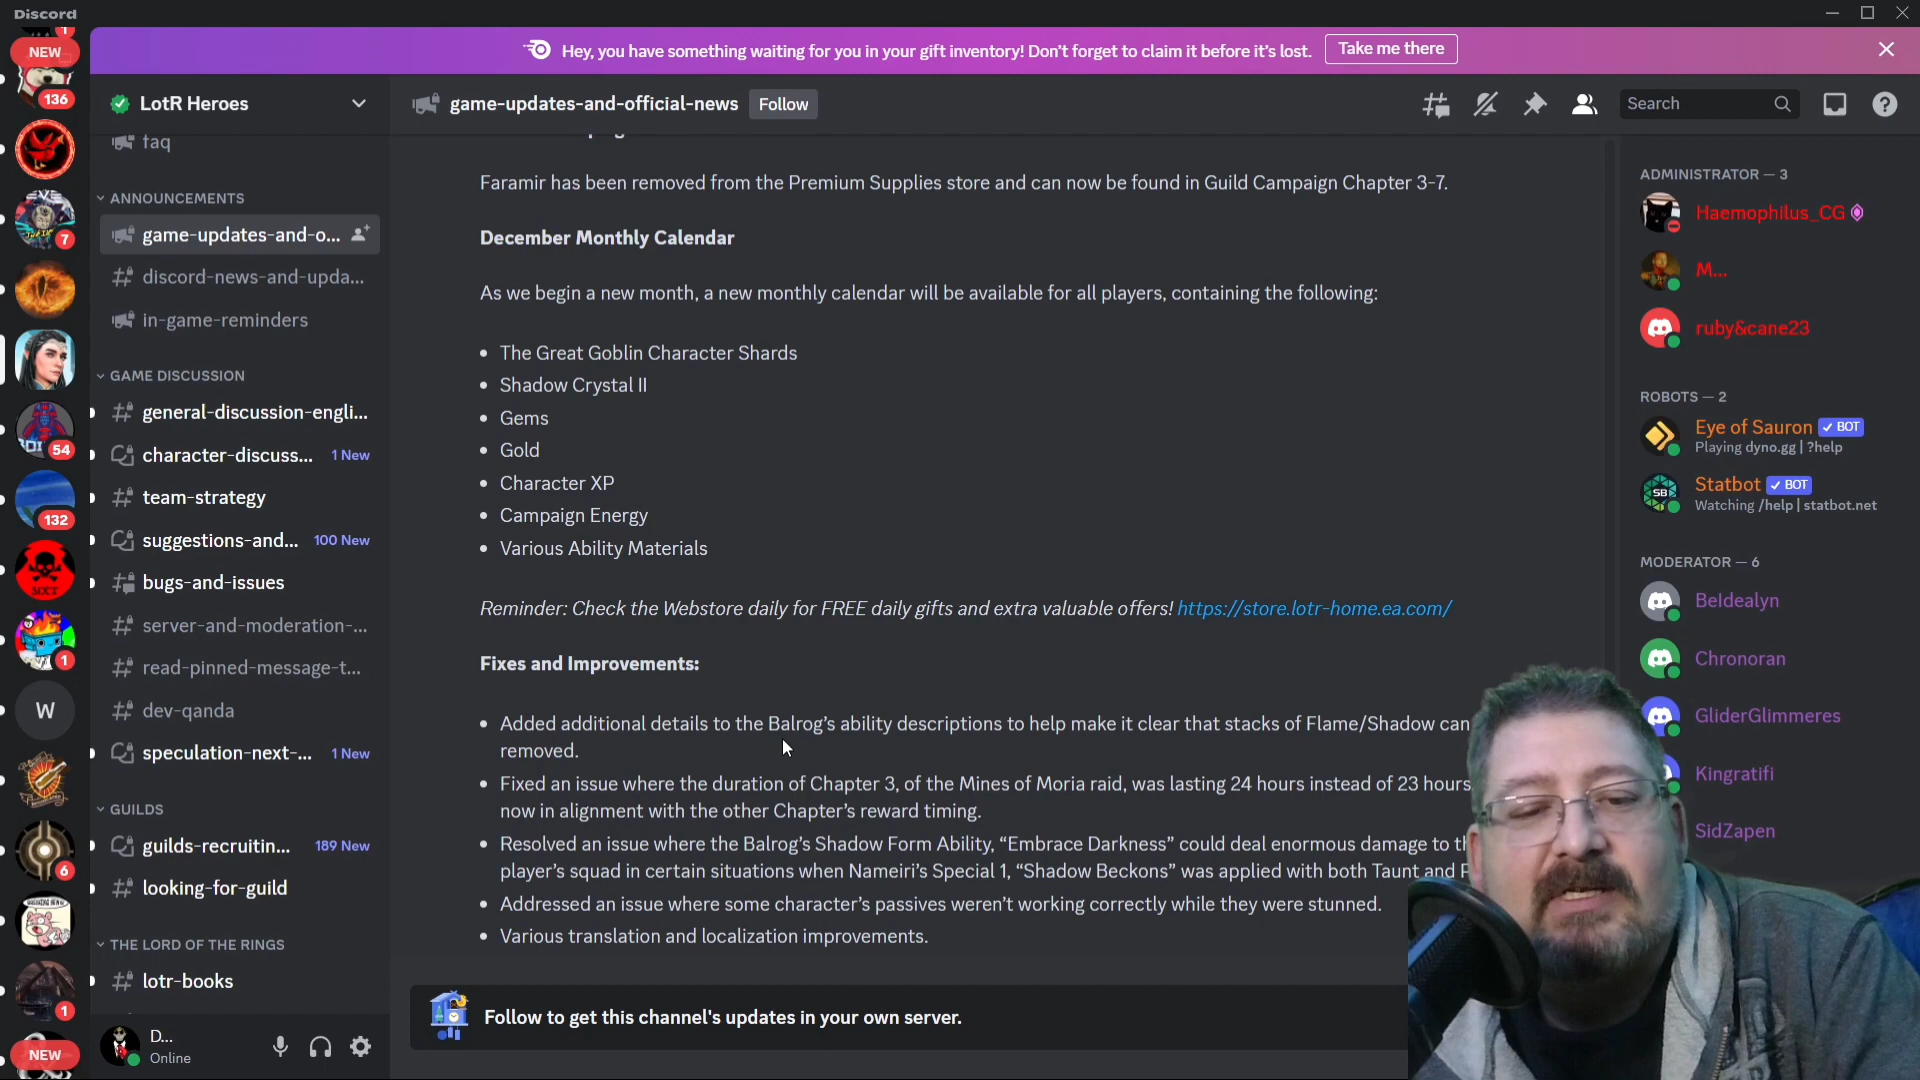 Discord
1
NEW
Hey, you have something waiting for you in your gift inventory! Don't forget to claim it before it's lost.
Take me there
136
LotR Heroes
game-updates-and-official-news
Follow
Search
faq
ANNOUNCEMENTS
game-updates-and-o...
discord-news-and-upda...
in-game-reminders
7
GAME DISCUSSION
general-discussion-engli...
character-discuss...
1 New
team-strategy
54
suggestions-and...
100 New
132
bugs-and-issues
server-and-moderation-...
read-pinned-message-t...
1
dev-qanda
W
speculation-next-...
1 New
GUILDS
guilds-recruitin...
189 New
6
looking-for-guild
THE LORD OF THE RINGS
lotr-books
1
D...
Online
NEW
Faramir has been removed from the Premium Supplies store and can now be found in Guild Campaign Chapter 3-7.
December Monthly Calendar
As we begin a new month, a new monthly calendar will be available for all players, containing the following:
• The Great Goblin Character Shards
• Shadow Crystal II
• Gems
• Gold
• Character XP
• Campaign Energy
• Various Ability Materials
Reminder: Check the Webstore daily for FREE daily gifts and extra valuable offers! https://store.lotr-home.ea.com/
Fixes and Improvements:
• Added additional details to the Balrog's ability descriptions to help make it clear that stacks of Flame/Shadow can
removed.
• Fixed an issue where the duration of Chapter 3, of the Mines of Moria raid, was lasting 24 hours instead of 23 hours
now in alignment with the other Chapter's reward timing.
• Resolved an issue where the Balrog's Shadow Form Ability, “Embrace Darkness” could deal enormous damage to
player's squad in certain situations when Nameiri's Special 1, “Shadow Beckons” was applied with both Taunt and
• Addressed an issue where some character's passives weren't working correctly while they were stunned.
• Various translation and localization improvements.
Follow to get this channel's updates in your own server.
ADMINISTRATOR — 3
Haemophilus_CG
M...
ruby&cane23
ROBOTS — 2
Eye of Sauron
BOT
Playing dyno.gg | ?help
SB
Statbot
BOT
Watching /help | statbot.net
MODERATOR — 6
Beldealyn
Chronoran
GliderGlimmeres
Kingratifi
SidZapen